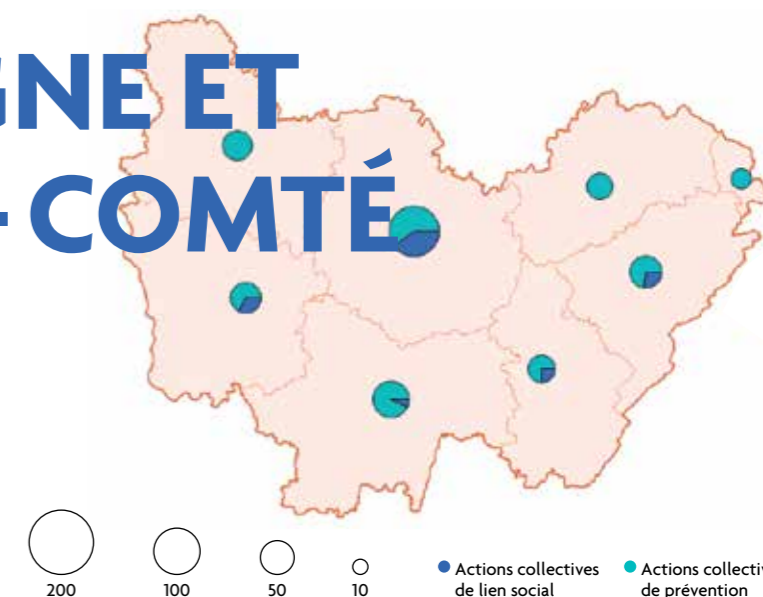 GNE ET
- COMTÉ
200
100
50
10
Actions collectives
de lien social
Actions collectiv
de prévention